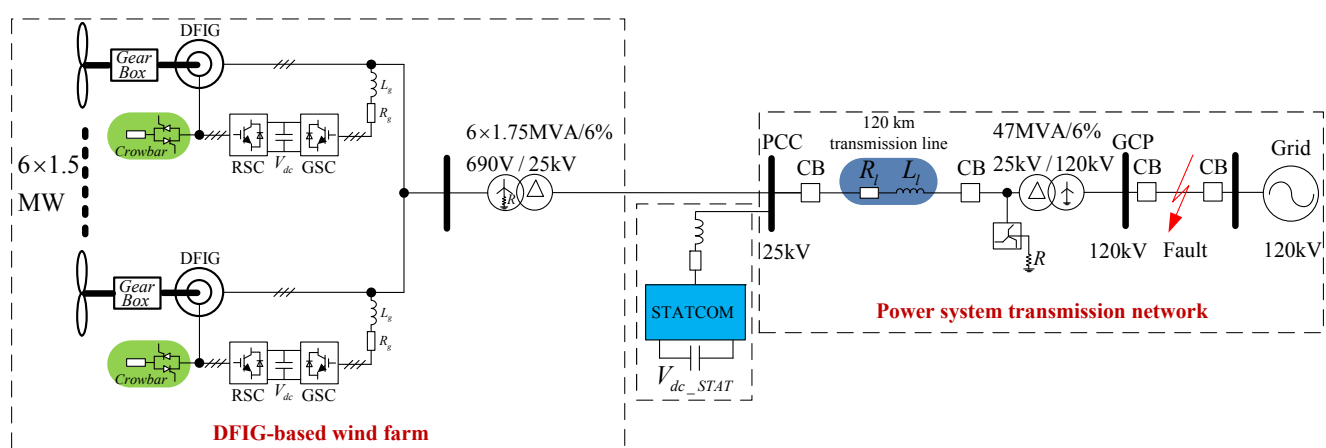 DFIG
Gear
Box
L_g
R_g
Crowbar
RSC
V_dc
GSC
6×1.5
MW
6×1.75MVA/6%
690V / 25kV
R
DFIG
Gear
Box
L_g
R_g
Crowbar
RSC
V_dc
GSC
DFIG-based wind farm
PCC
25kV
STATCOM
V_dc_STAT
CB
120 km
transmission line
R_l
L_l
CB
47MVA/6%
25kV / 120kV
R
GCP
CB
CB
120kV
Fault
Grid
120kV
Power system transmission network